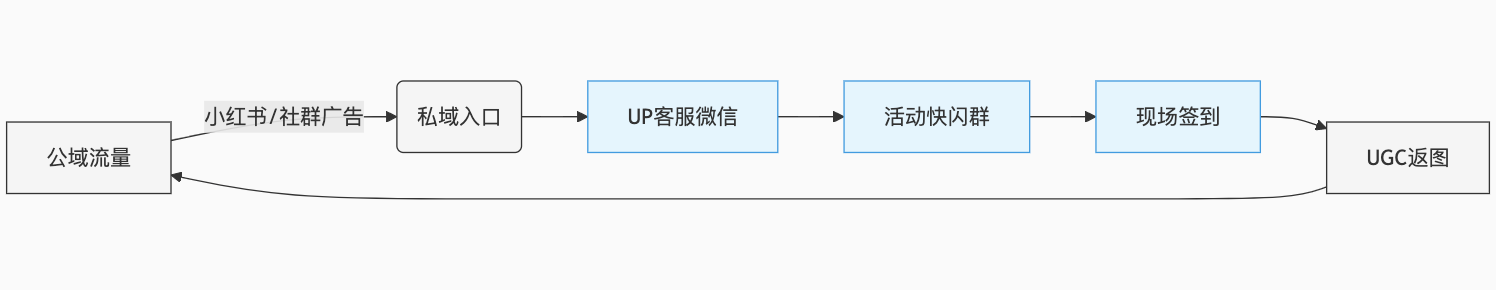 公域流量
小红书/社群广告
私域入口
UP客服微信
活动快闪群
现场签到
UGC返图